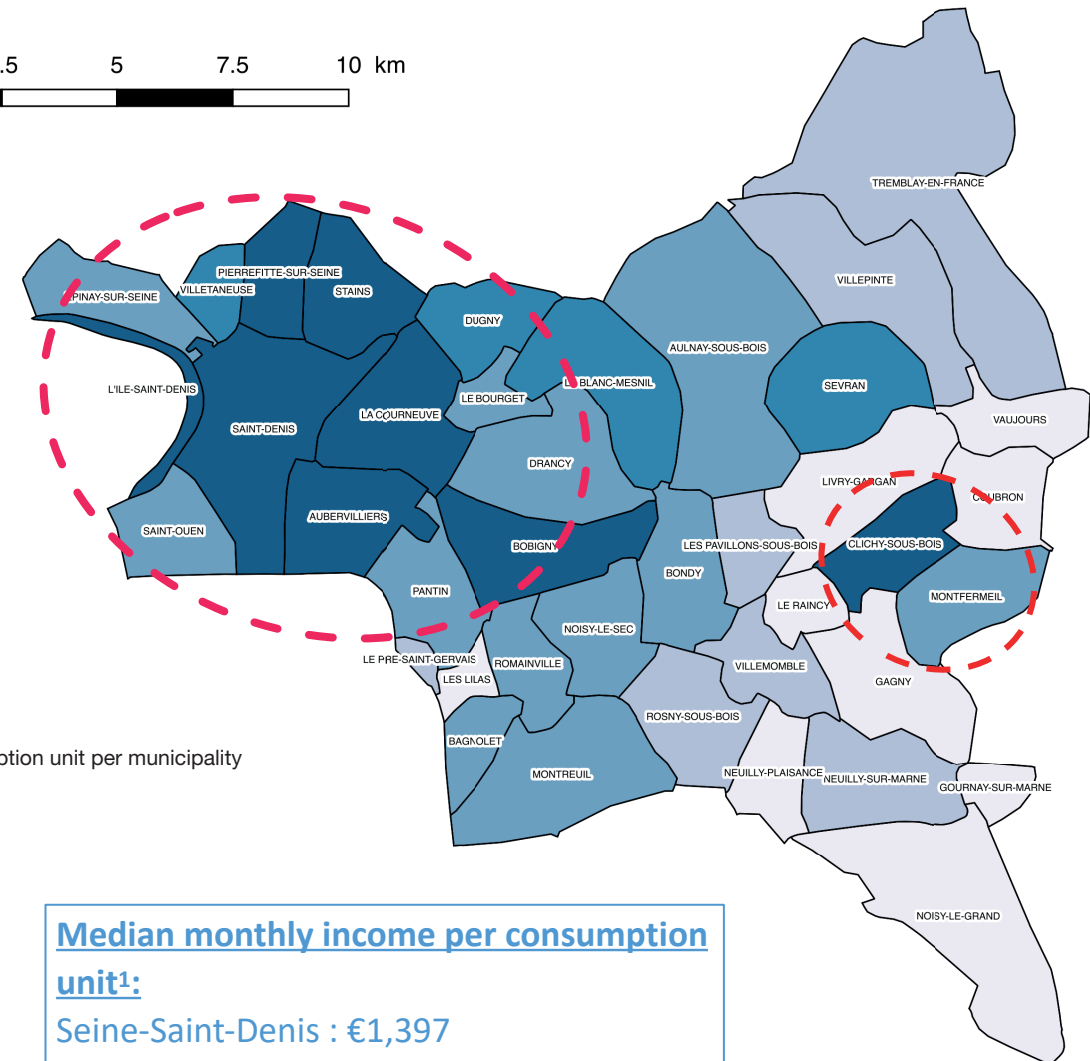 .5 5 7.5 10 km
TREMBLAY-EN-FRANCE
PIERREFITTE-SUR-SEINE
VILLEPINTE
VILLETANEUSE
STAINS
PINAY-SUR-SEINE
DUGNY
AULNAY-SOUS-BOIS
LE BLANC-MESNIL
SEVRAN
L'ILE-SAINT-DENIS
LE BOURGET
LA COURNEUVE
VAUJOURS
SAINT-DENIS
DRANCY
LIVRY-GARGAN
COUBRON
AUBERVILLIERS
SAINT-OUEN
BOBIGNY
LES PAVILLONS-SOUS-BOIS
CLICHY-SOUS-BOIS
BONDY
PANTIN
MONTFERMEIL
LE RAINCY
NOISY-LE-SEC
LE PRE-SAINT-GERVAIS
ROMAINVILLE
VILLEMOMBLE
LES LILAS
GAGNY
ROSNY-SOUS-BOIS
BAGNOLET
MONTREUIL
NEUILLY-PLAISANCE
NEUILLY-SUR-MARNE
GOURNAY-SUR-MARNE
ption unit per municipality
NOISY-LE-GRAND
Median monthly income per consumption
unit¹:
Seine-Saint-Denis : €1,397